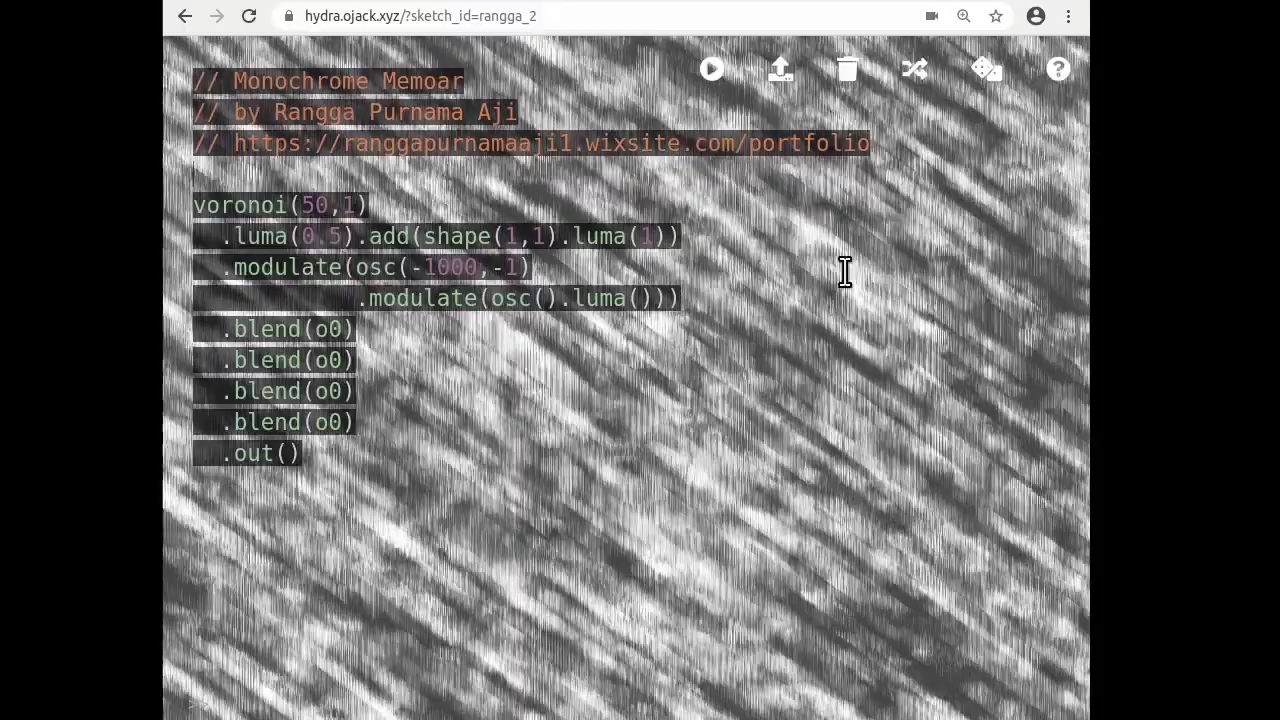 hydra.ojack.xyz/?sketch_id=rangga_2
// Monochrome Memoar
// by Rangga Purnama Aji
// https://ranggapurnamaaji1.wixsite.com/portfolio
voronoi(50,1)
  .luma(0.5).add(shape(1,1).luma(1))
  .modulate(osc(-1000,-1)
            .modulate(osc().luma()))
  .blend(o0)
  .blend(o0)
  .blend(o0)
  .blend(o0)
  .out()